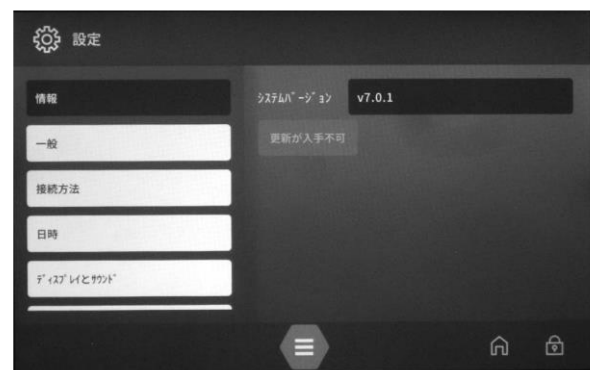 設定
情報
一般
接続方法
日時
ﾃﾞｨｽﾌﾟﾚｲとｻｳﾝﾄﾞ
ｼｽﾃﾑﾊﾞｰｼﾞｮﾝ v7.0.1
更新が入手不可